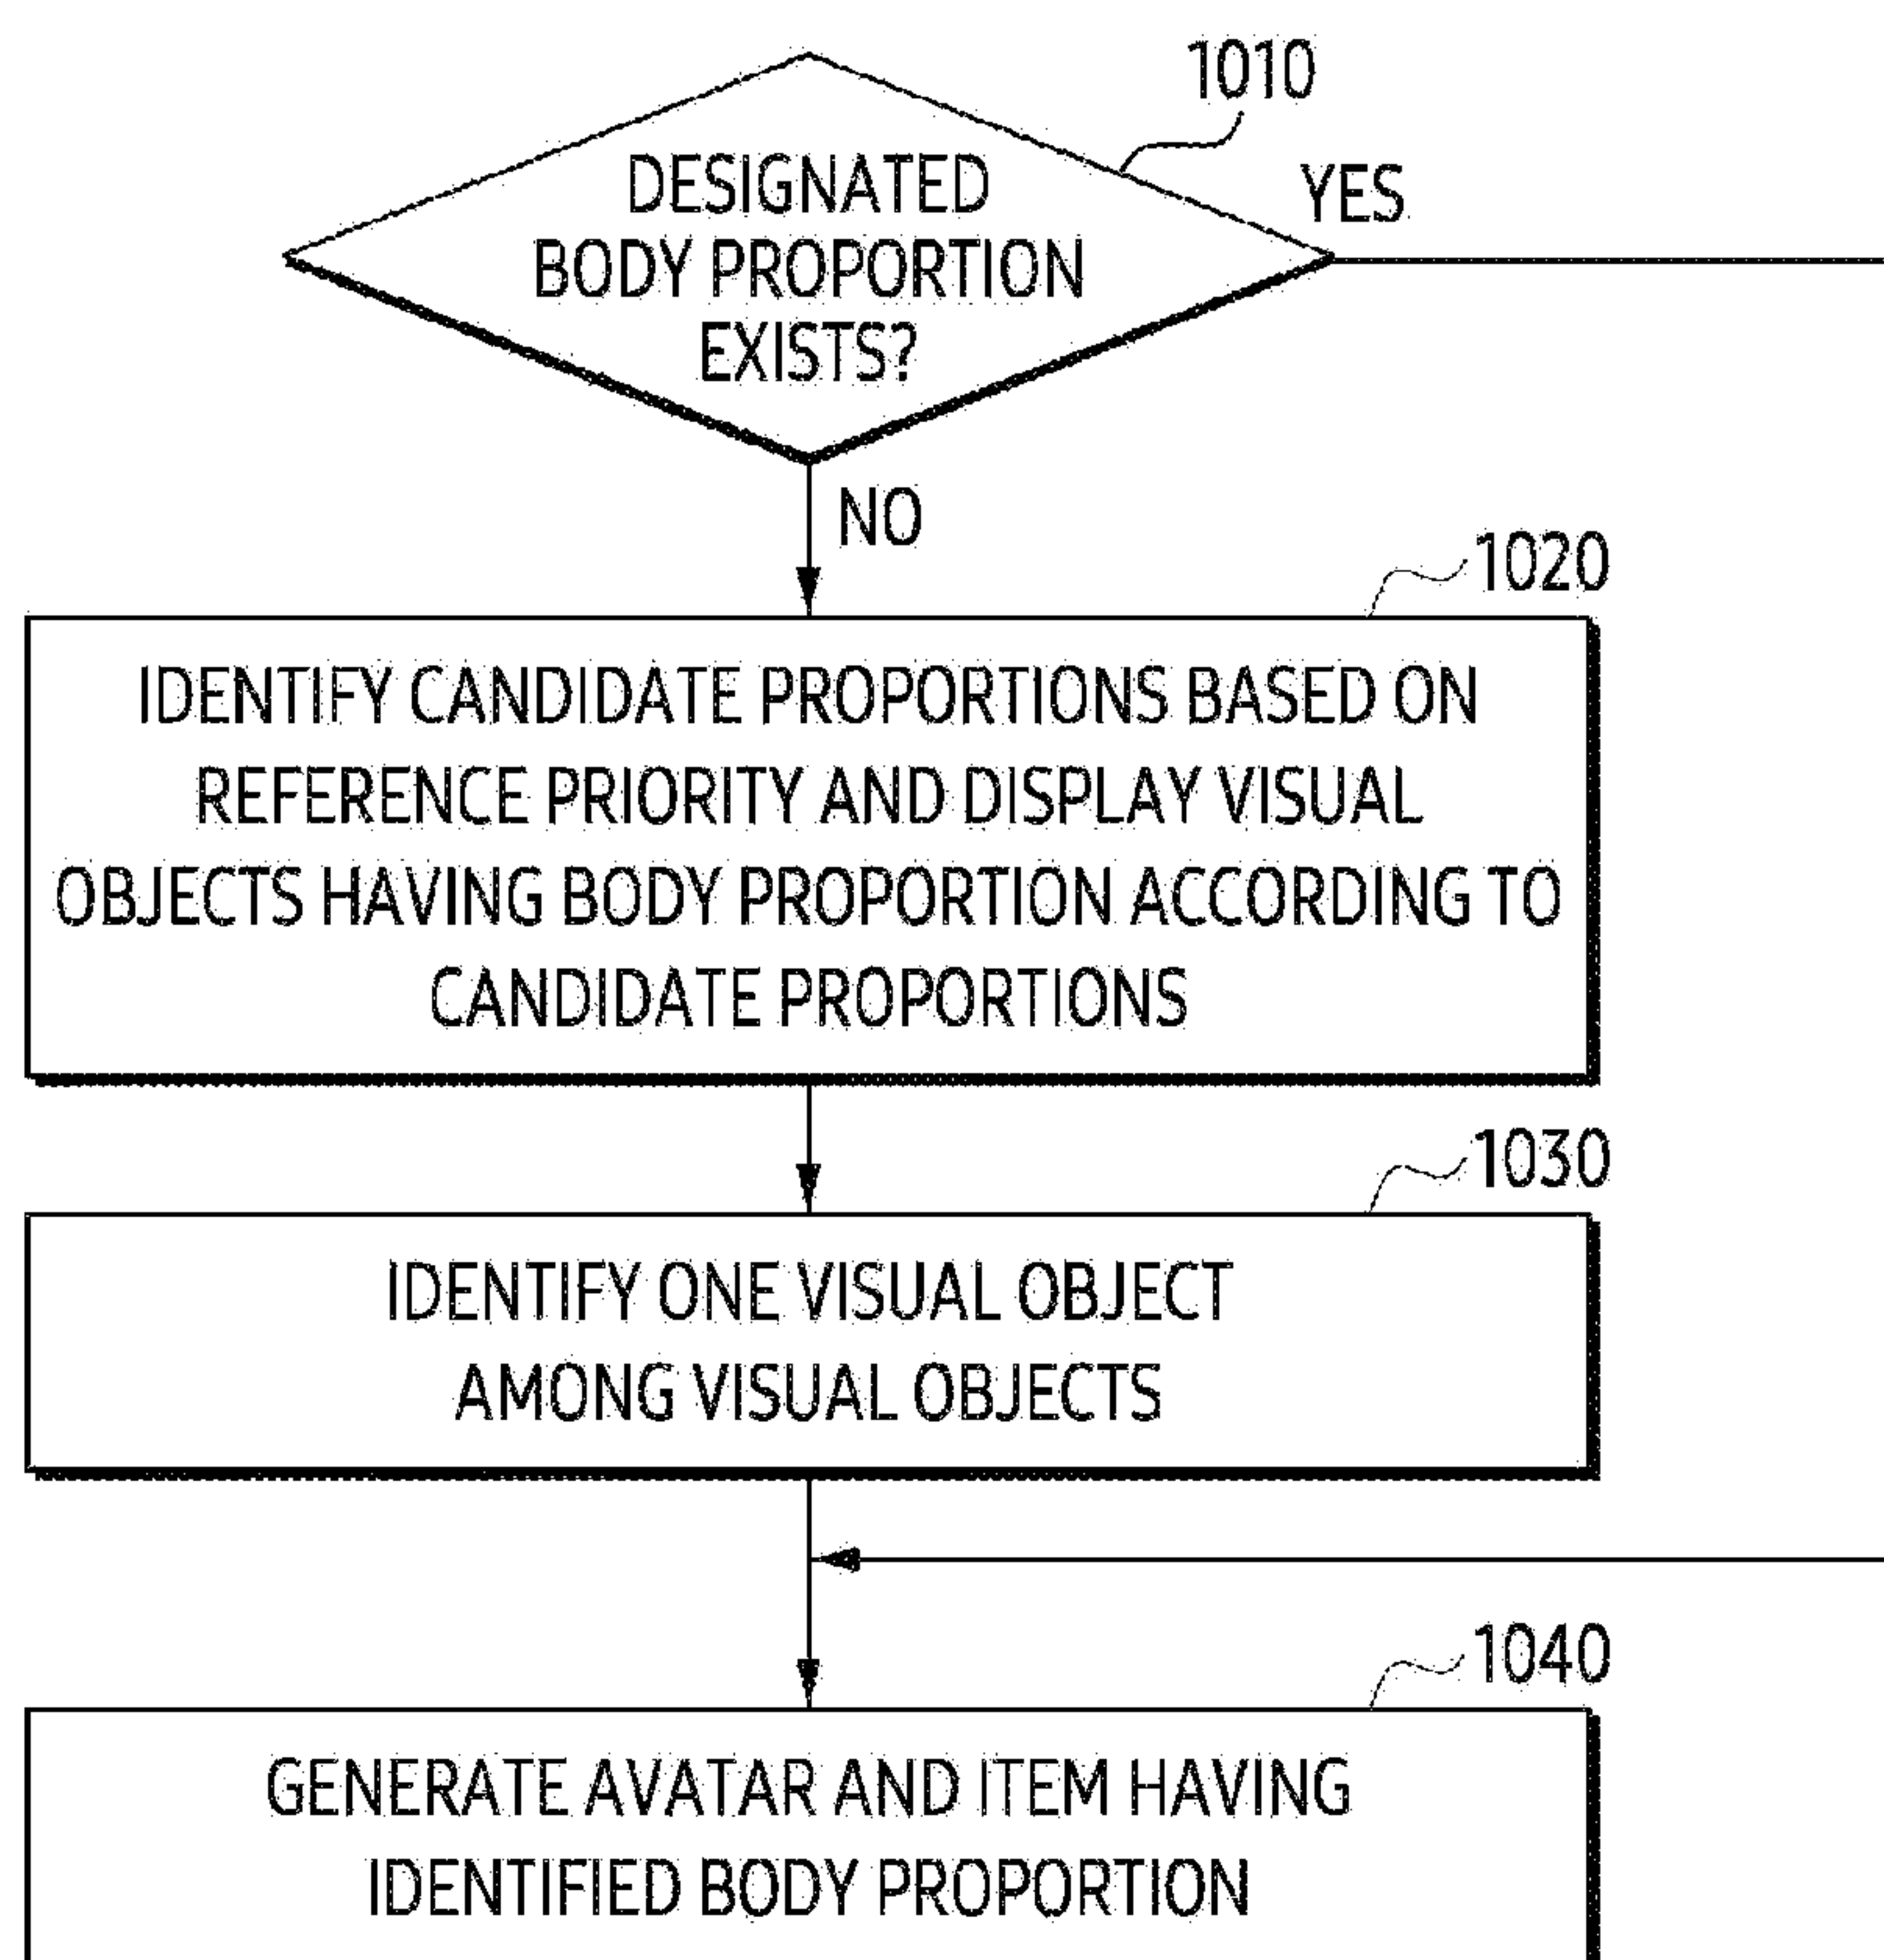 1010
DESIGNATED
BODY PROPORTION
EXISTS?
YES
NO
1020
IDENTIFY CANDIDATE PROPORTIONS BASED ON
REFERENCE PRIORITY AND DISPLAY VISUAL
OBJECTS HAVING BODY PROPORTION ACCORDING TO
CANDIDATE PROPORTIONS
1030
IDENTIFY ONE VISUAL OBJECT
AMONG VISUAL OBJECTS
1040
GENERATE AVATAR AND ITEM HAVING
IDENTIFIED BODY PROPORTION